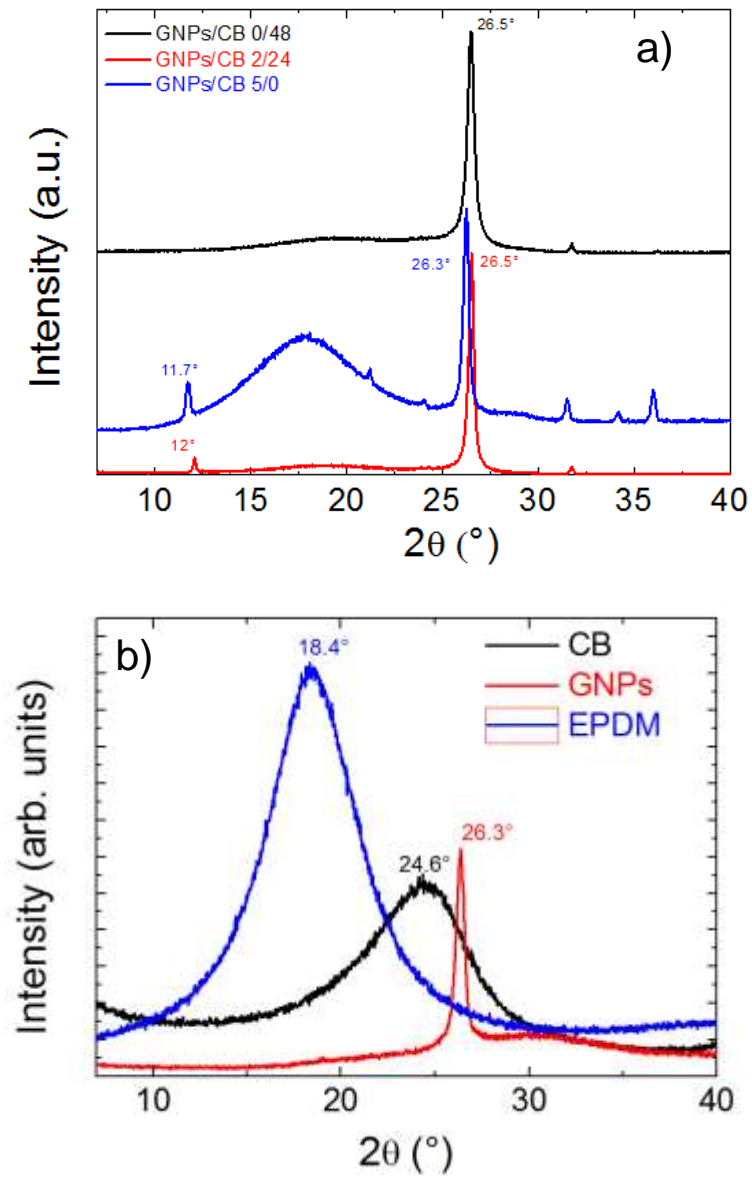 26.5°
GNPs/CB 0/48
a)
GNPs/CB 2/24
GNPs/CB 5/0
Intensity (a.u.)
26.3°
26.5°
11.7°
12°
10 15 20 25 30 35 40
2θ (°)
b)
18.4°
CB
GNPs
EPDM
26.3°
24.6°
Intensity (arb. units)
10 20 30 40
2θ (°)